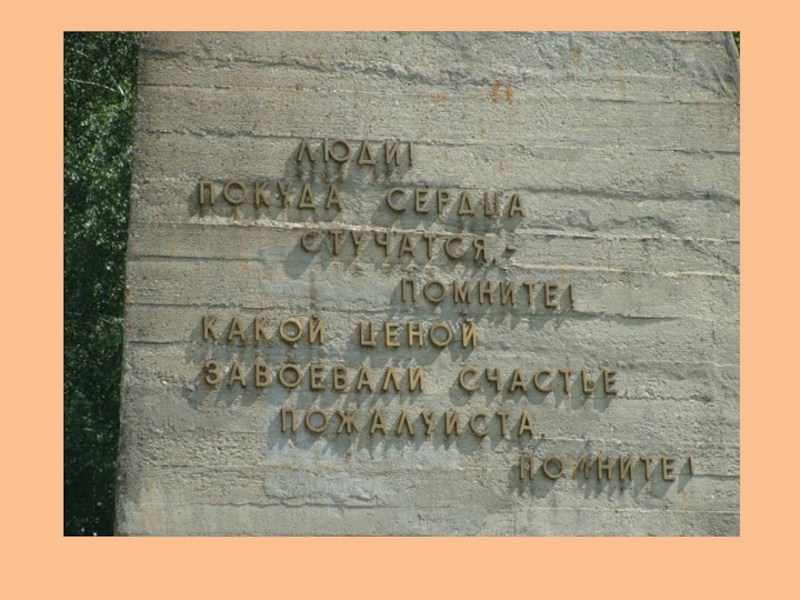 ЛЮДИ!
ПОКУДА СЕРДЦА
СТУЧАТСЯ,-
ПОМНИТЕ!
КАКОЙ ЦЕНОЙ
ЗАВОЕВАЛИ СЧАСТЬЕ
ПОЖАЛУЙСТА,
ПОМНИТЕ!